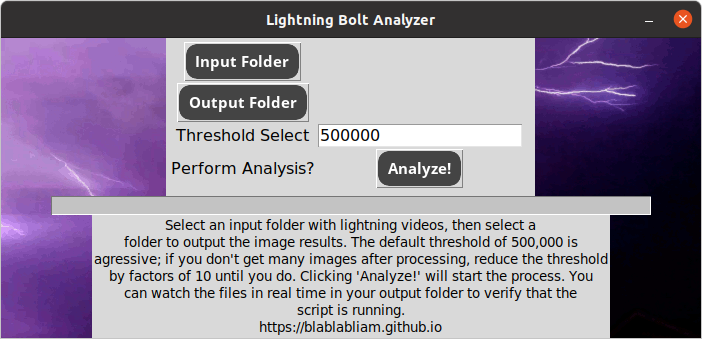 Lightning Bolt Analyzer
Input Folder
Output Folder
Threshold Select 500000
Perform Analysis? Analyze!
Select an input folder with lightning videos, then select a
folder to output the image results. The default threshold of 500,000 is
agressive; if you don't get many images after processing, reduce the threshold
by factors of 10 until you do. Clicking 'Analyze!' will start the process. You
can watch the files in real time in your output folder to verify that the
script is running.
https://blablabliam.github.io